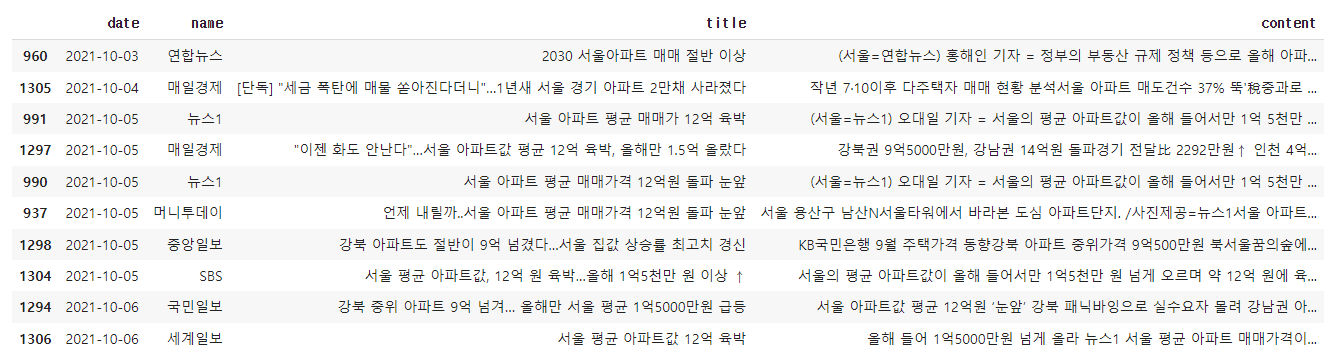 date name title content
960 2021-10-03 연합뉴스 2030 서울아파트 매매 절반 이상 (서울=연합뉴스) 홍해인 기자 = 정부의 부동산 규제 정책 등으로 올해 아파...
1305 2021-10-04 매일경제 [단독] "세금 폭탄에 매물 쏟아진다더니"...1년새 서울 경기 아파트 2만채 사라졌다 작년 7·10이후 다주택자 매매 현황 분석서울 아파트 매도건수 37% 뚝'稅중과로 ...
991 2021-10-05 뉴스1 서울 아파트 평균 매매가 12억 육박 (서울=뉴스1) 오대일 기자 = 서울의 평균 아파트값이 올해 들어서만 1억 5천만 ...
1297 2021-10-05 매일경제 "이젠 화도 안난다"...서울 아파트값 평균 12억 육박, 올해만 1.5억 올랐다 강북권 9억5000만원, 강남권 14억원 돌파경기 전달比 2292만원↑ 인천 4억...
990 2021-10-05 뉴스1 서울 아파트 평균 매매가격 12억원 돌파 눈앞 (서울=뉴스1) 오대일 기자 = 서울의 평균 아파트값이 올해 들어서만 1억 5천만 ...
937 2021-10-05 머니투데이 언제 내릴까..서울 아파트 평균 매매가격 12억원 돌파 눈앞 서울 용산구 남산N서울타워에서 바라본 도심 아파트단지. /사진제공=뉴스1서울 아파트...
1298 2021-10-05 중앙일보 강북 아파트도 절반이 9억 넘겼다...서울 집값 상승률 최고치 경신 KB국민은행 9월 주택가격 동향강북 아파트 중위가격 9억500만원 북서울꿈의숲에...
1304 2021-10-05 SBS 서울 평균 아파트값, 12억 원 육박...올해 1억5천만 원 이상 ↑ 서울의 평균 아파트값이 올해 들어서만 1억5천만 원 넘게 오르며 약 12억 원에 육...
1294 2021-10-06 국민일보 강북 중위 아파트 9억 넘겨... 올해만 서울 평균 1억5000만원 급등 서울 아파트값 평균 12억원 ‘눈앞’ 강북 패닉바잉으로 실수요자 몰려 강남권 아...
1306 2021-10-06 세계일보 서울 평균 아파트값 12억 육박 올해 들어 1억5000만원 넘게 올라 뉴스1 서울 평균 아파트 매매가격이...